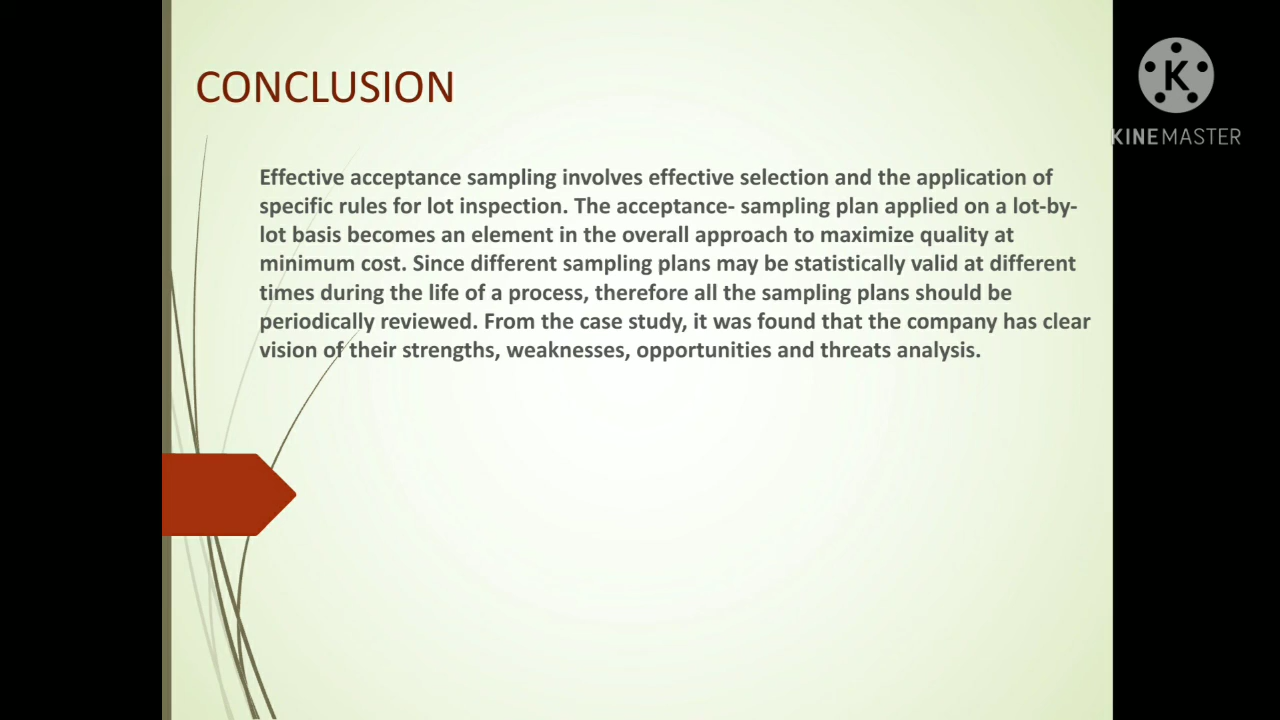 CONCLUSION
K
KINEMASTER
Effective acceptance sampling involves effective selection and the application of
specific rules for lot inspection. The acceptance- sampling plan applied on a lot-by-
lot basis becomes an element in the overall approach to maximize quality at
minimum cost. Since different sampling plans may be statistically valid at different
times during the life of a process, therefore all the sampling plans should be
periodically reviewed. From the case study, it was found that the company has clear
vision of their strengths, weaknesses, opportunities and threats analysis.